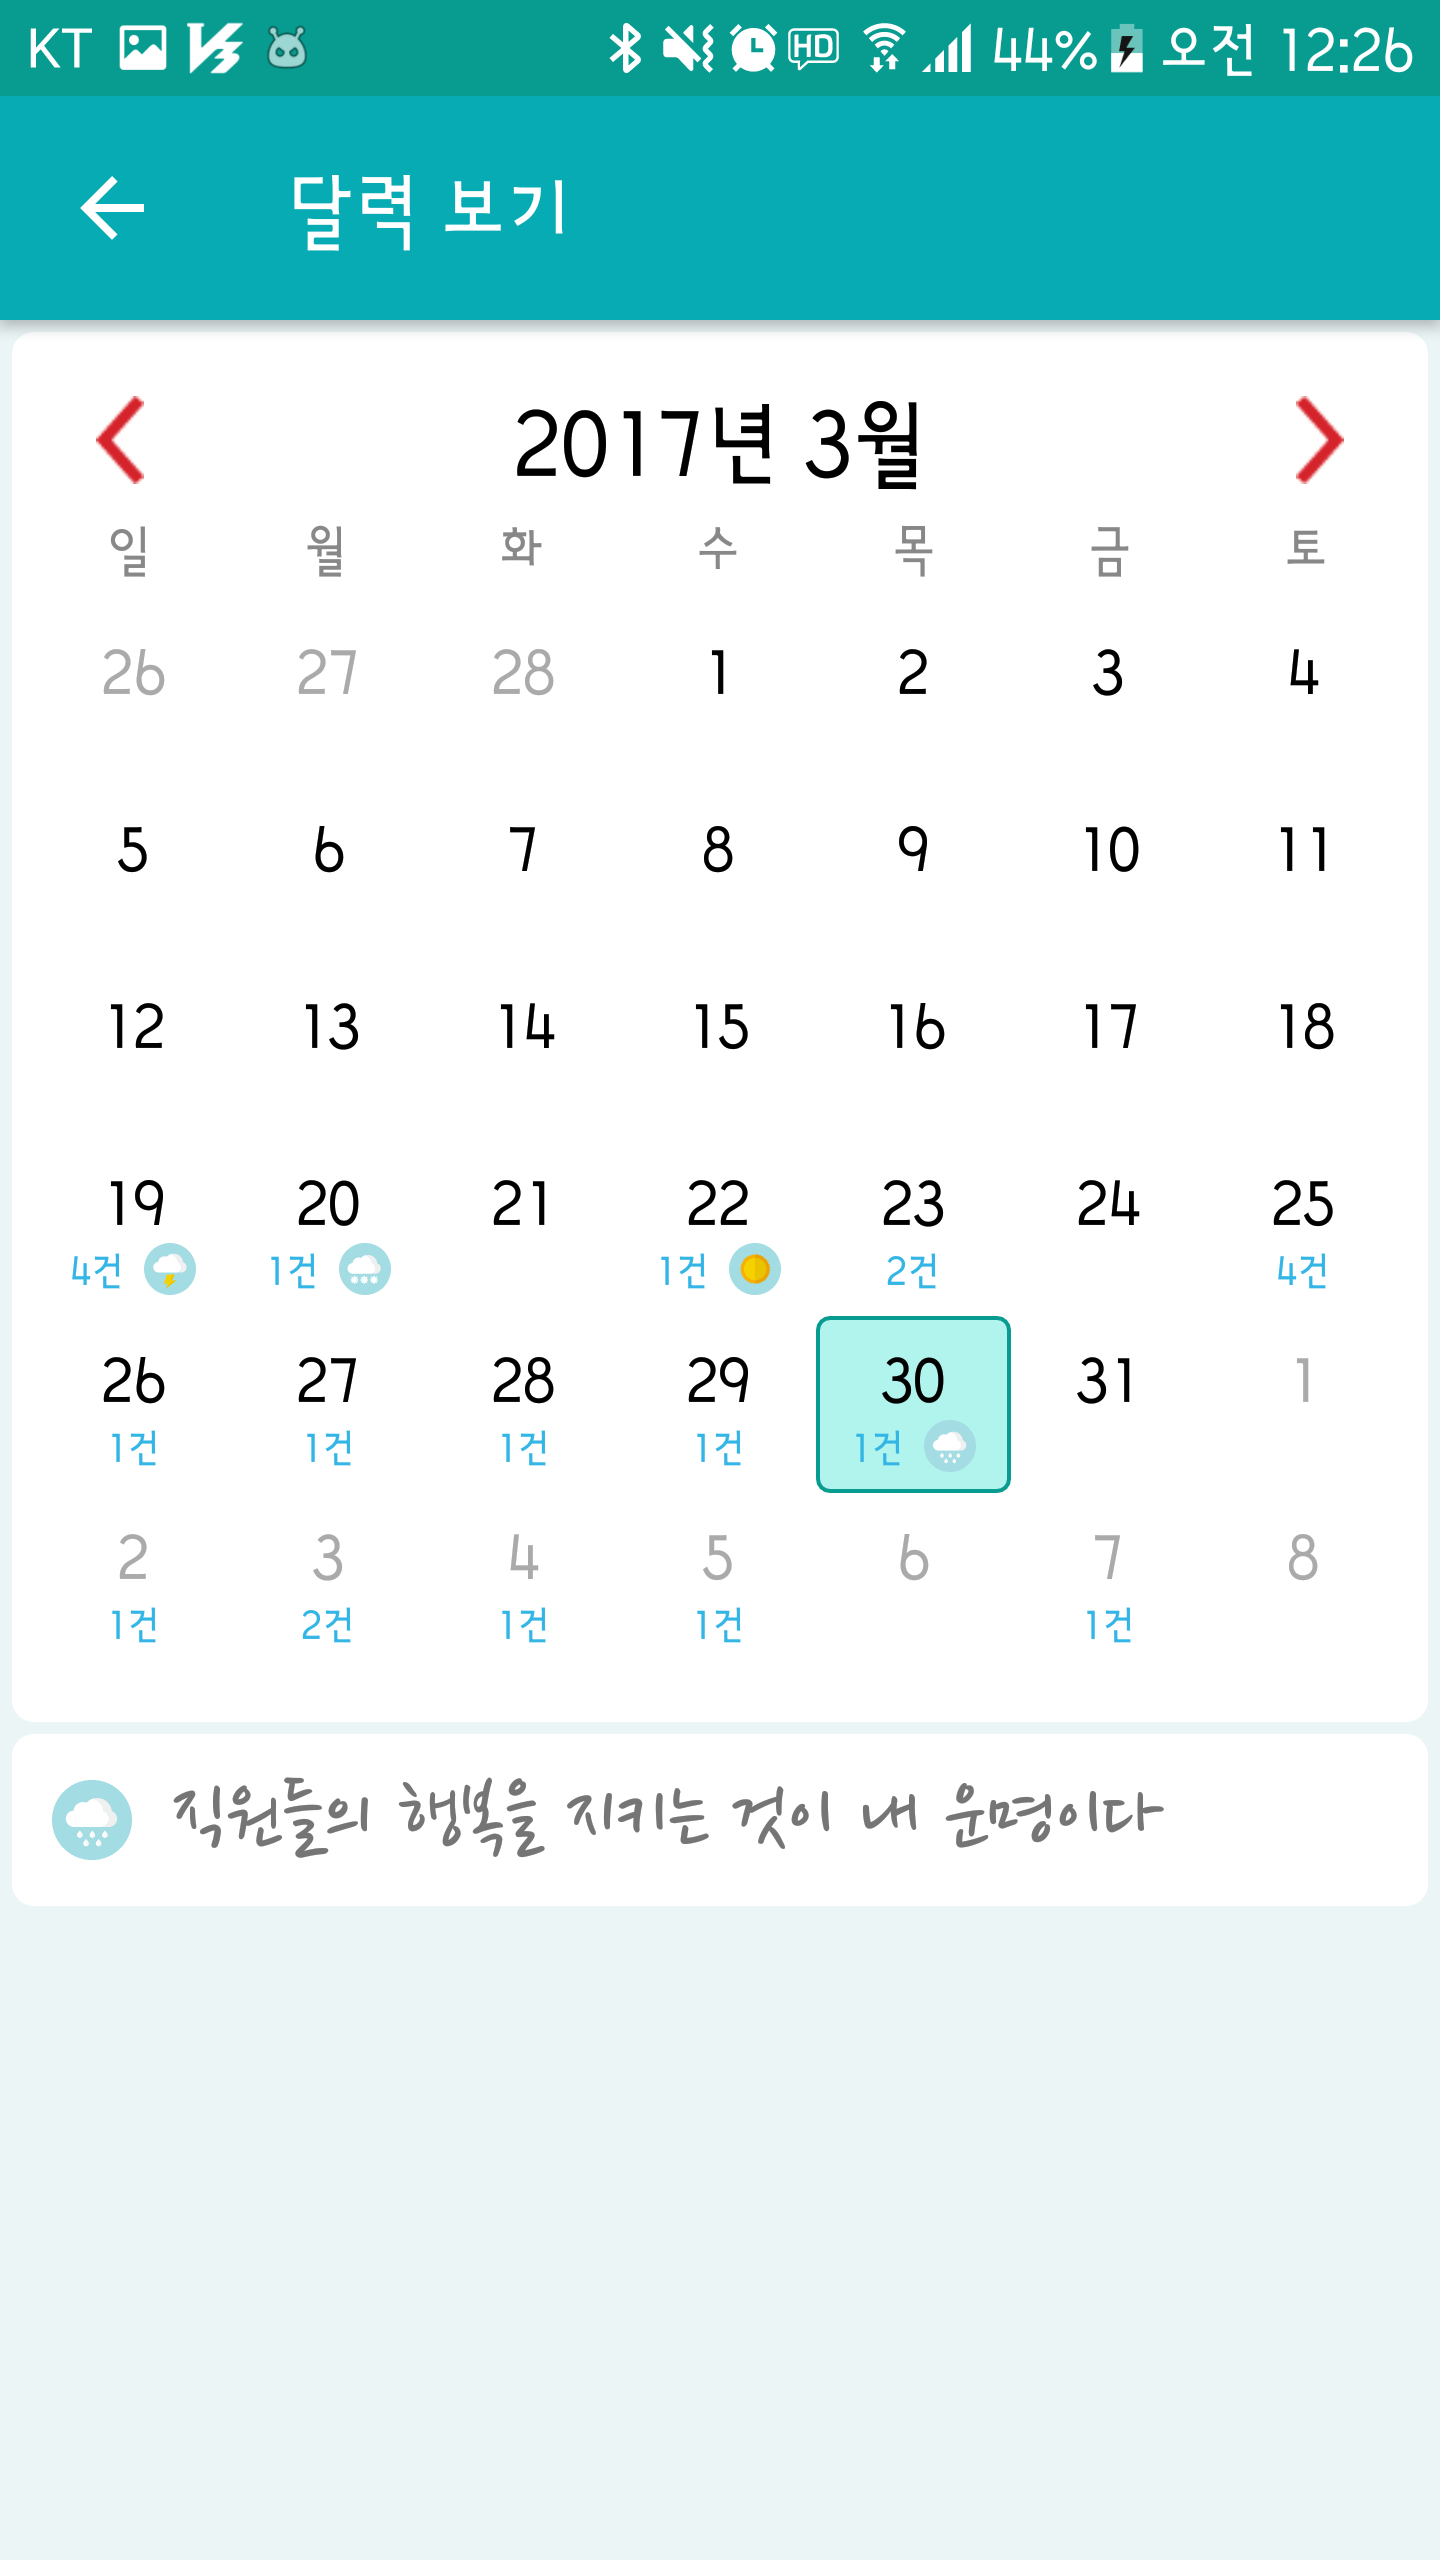 KT HD 44% 오전 12:26
달력 보기
2017년 3월
일 월 화 수 목 금 토
26 27 28 1 2 3 4
5 6 7 8 9 10 11
12 13 14 15 16 17 18
19 20 21 22 23 24 25
4건 1건 1건 2건 4건
26 27 28 29 30 31 1
1건 1건 1건 1건 1건
2 3 4 5 6 7 8
1건 2건 1건 1건 1건
직원들의 행복을 지키는 것이 내 운명이다